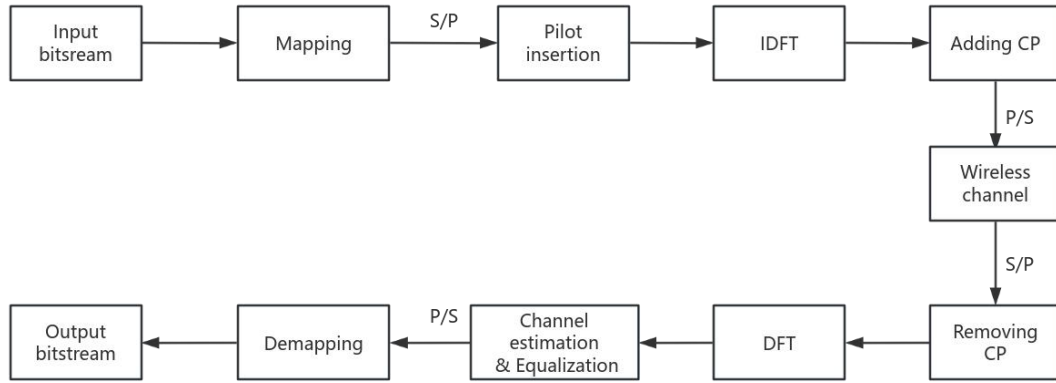 Input
bitsream
Mapping
S/P
Pilot
insertion
IDFT
Adding CP
P/S
Wireless
channel
S/P
Removing
CP
DFT
Channel
estimation
& Equalization
P/S
Demapping
Output
bitstream